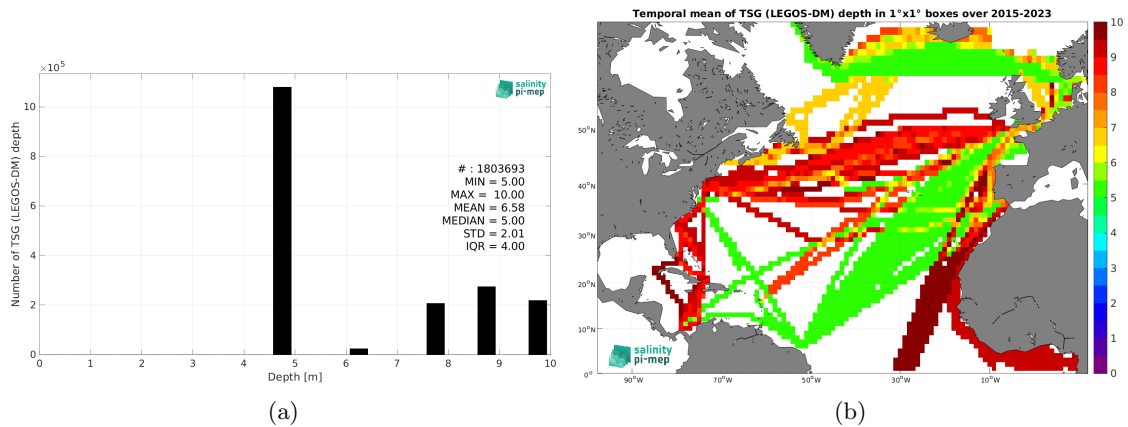 ×10⁵
10
8
6
4
2
0
Number of TSG (LEGOS-DM) depth
salinity
pi-mep
# : 1803693
MIN = 5.00
MAX = 10.00
MEAN = 6.58
MEDIAN = 5.00
STD = 2.01
IQR = 4.00
0 1 2 3 4 5 6 7 8 9 10
Depth [m]
(a)
Temporal mean of TSG (LEGOS-DM) depth in 1°x1° boxes over 2015-2023
50°N
40°N
30°N
20°N
10°N
0°
90°W 70°W 50°W 30°W 10°W
salinity
pi-mep
10
9
8
7
6
5
4
3
2
1
0
(b)